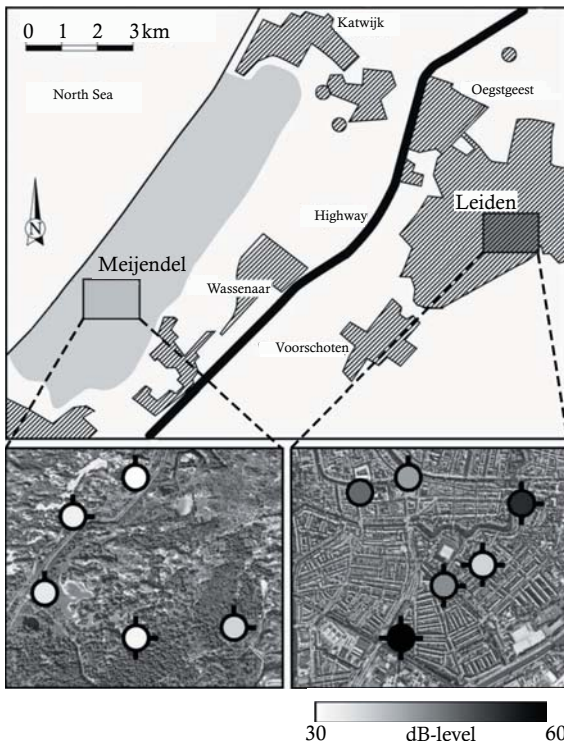 0 1 2 3 km
Katwijk
North Sea
Oegstgeest
Highway
Leiden
N
Meijendel
Wassenaar
Voorschoten
30 dB-level 60